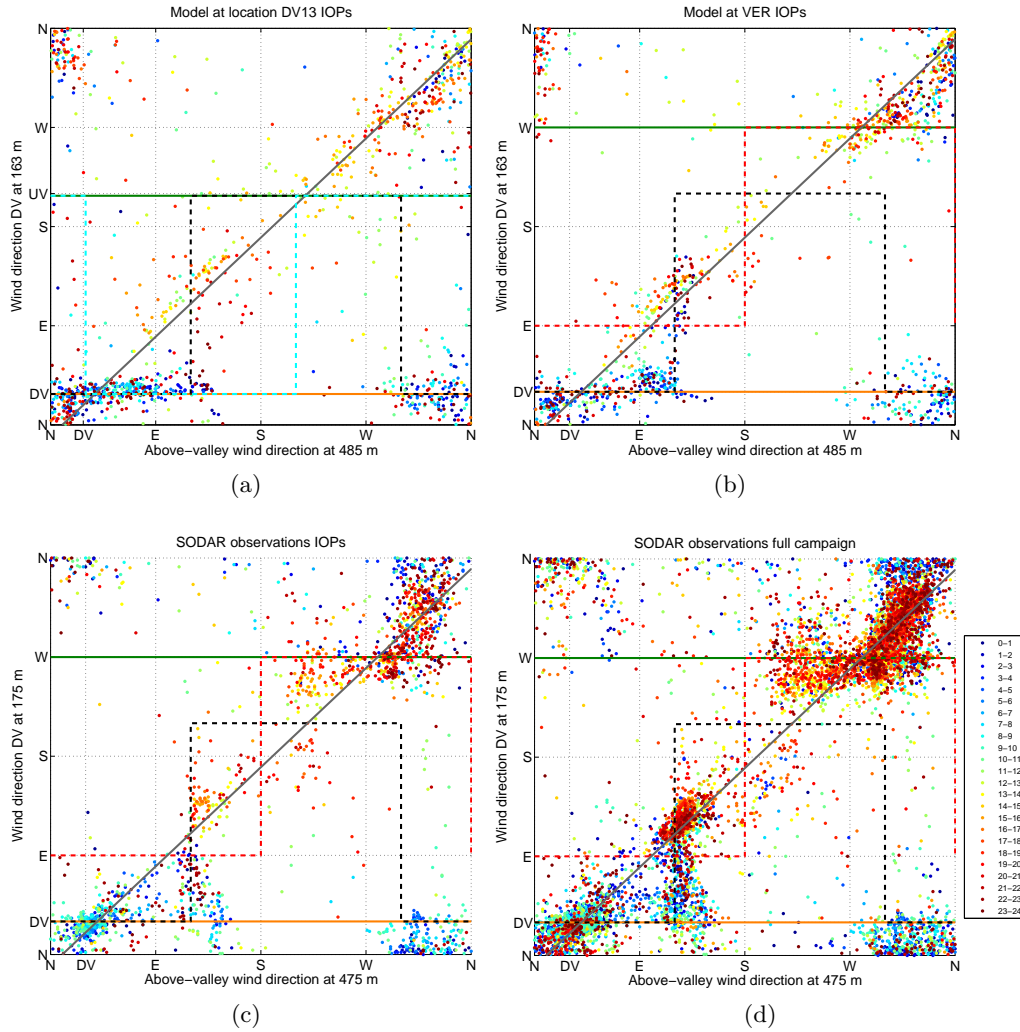 Model at location DV13 IOPs
N
W
UV
S
E
DV
N
Wind direction DV at 163 m
N DV E S W N
Above−valley wind direction at 485 m
(a)
Model at VER IOPs
N
W
S
E
DV
N
Wind direction DV at 163 m
N DV E S W N
Above−valley wind direction at 485 m
(b)
SODAR observations IOPs
N
W
S
E
DV
N
Wind direction DV at 175 m
N DV E S W N
Above−valley wind direction at 475 m
(c)
SODAR observations full campaign
N
W
S
E
DV
N
Wind direction DV at 175 m
N DV E S W N
Above−valley wind direction at 475 m
(d)
0−1
1−2
2−3
3−4
4−5
5−6
6−7
7−8
8−9
9−10
10−11
11−12
12−13
13−14
14−15
15−16
16−17
17−18
18−19
19−20
20−21
21−22
22−23
23−24